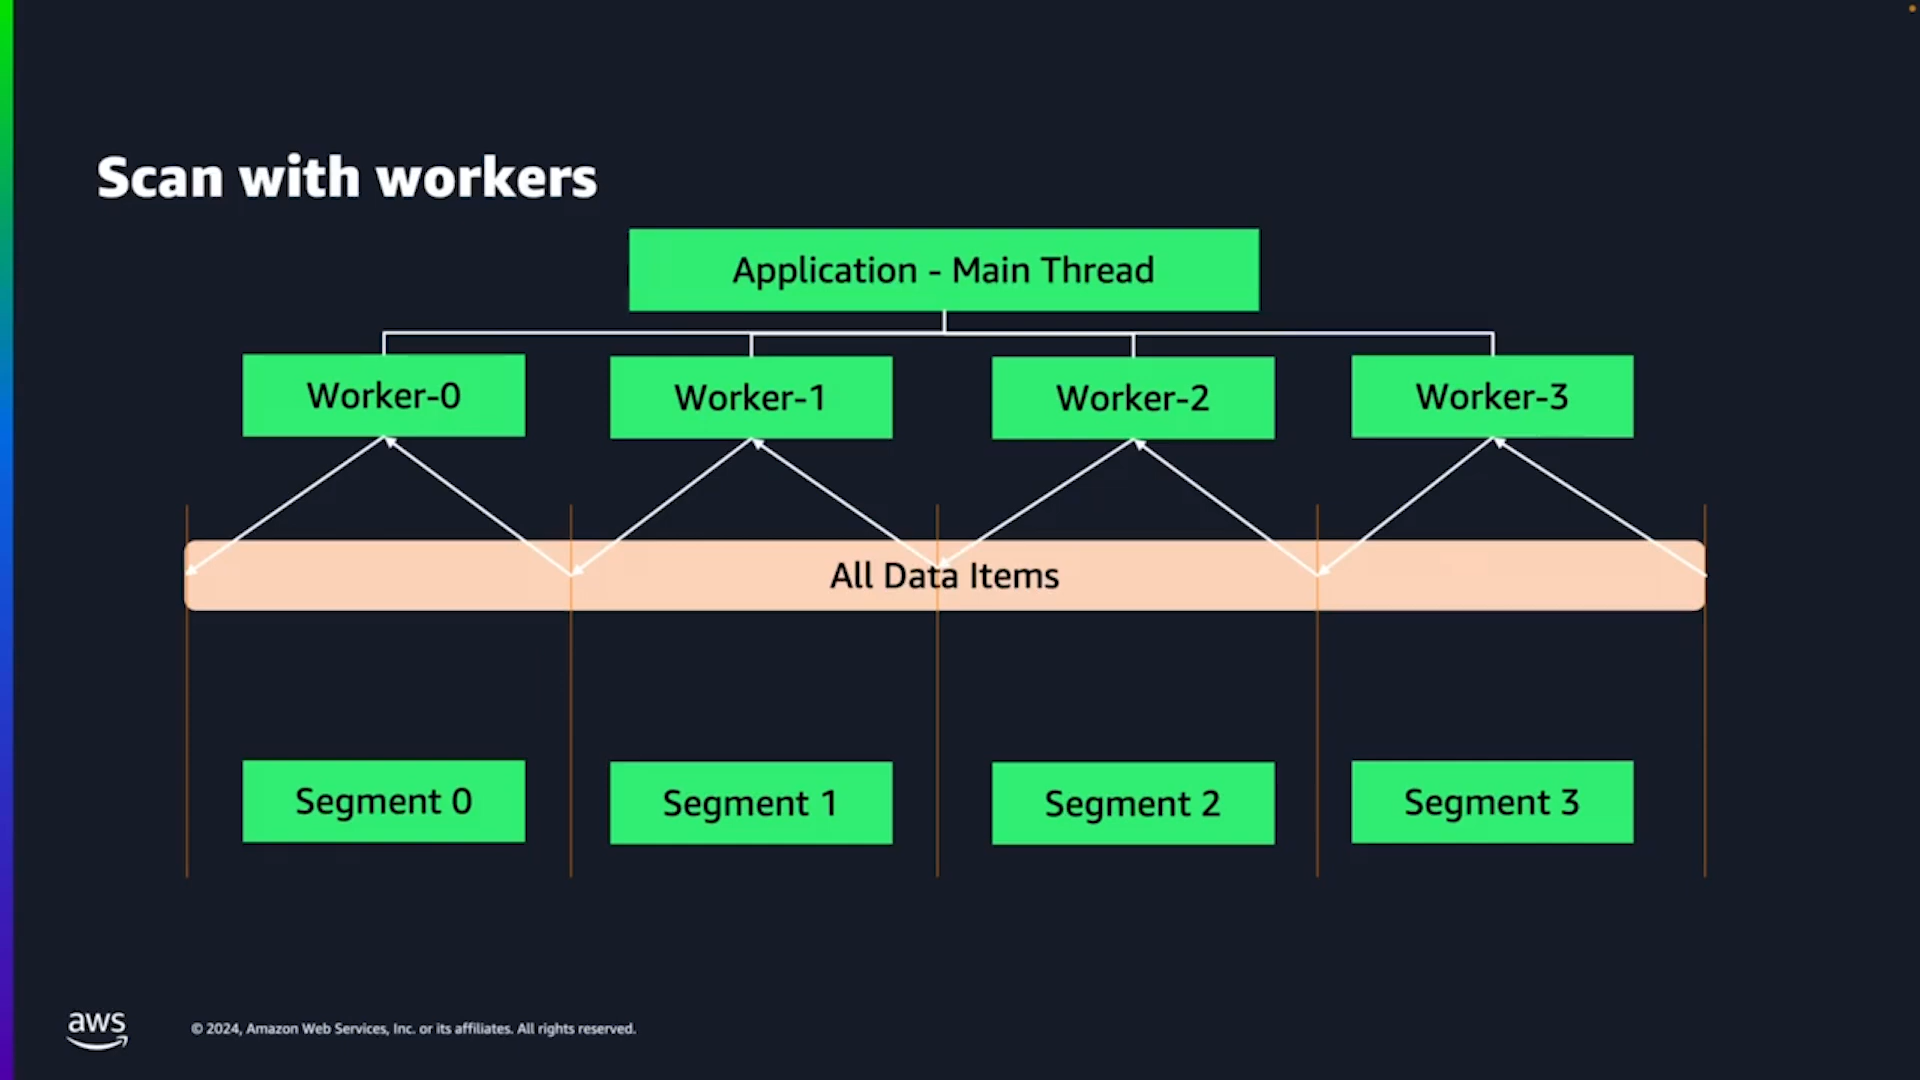 Scan with workers
Application - Main Thread
Worker-0
Worker-1
Worker-2
Worker-3
All Data Items
Segment 0
Segment 1
Segment 2
Segment 3
aws
© 2024, Amazon Web Services, Inc. or its affiliates. All rights reserved.